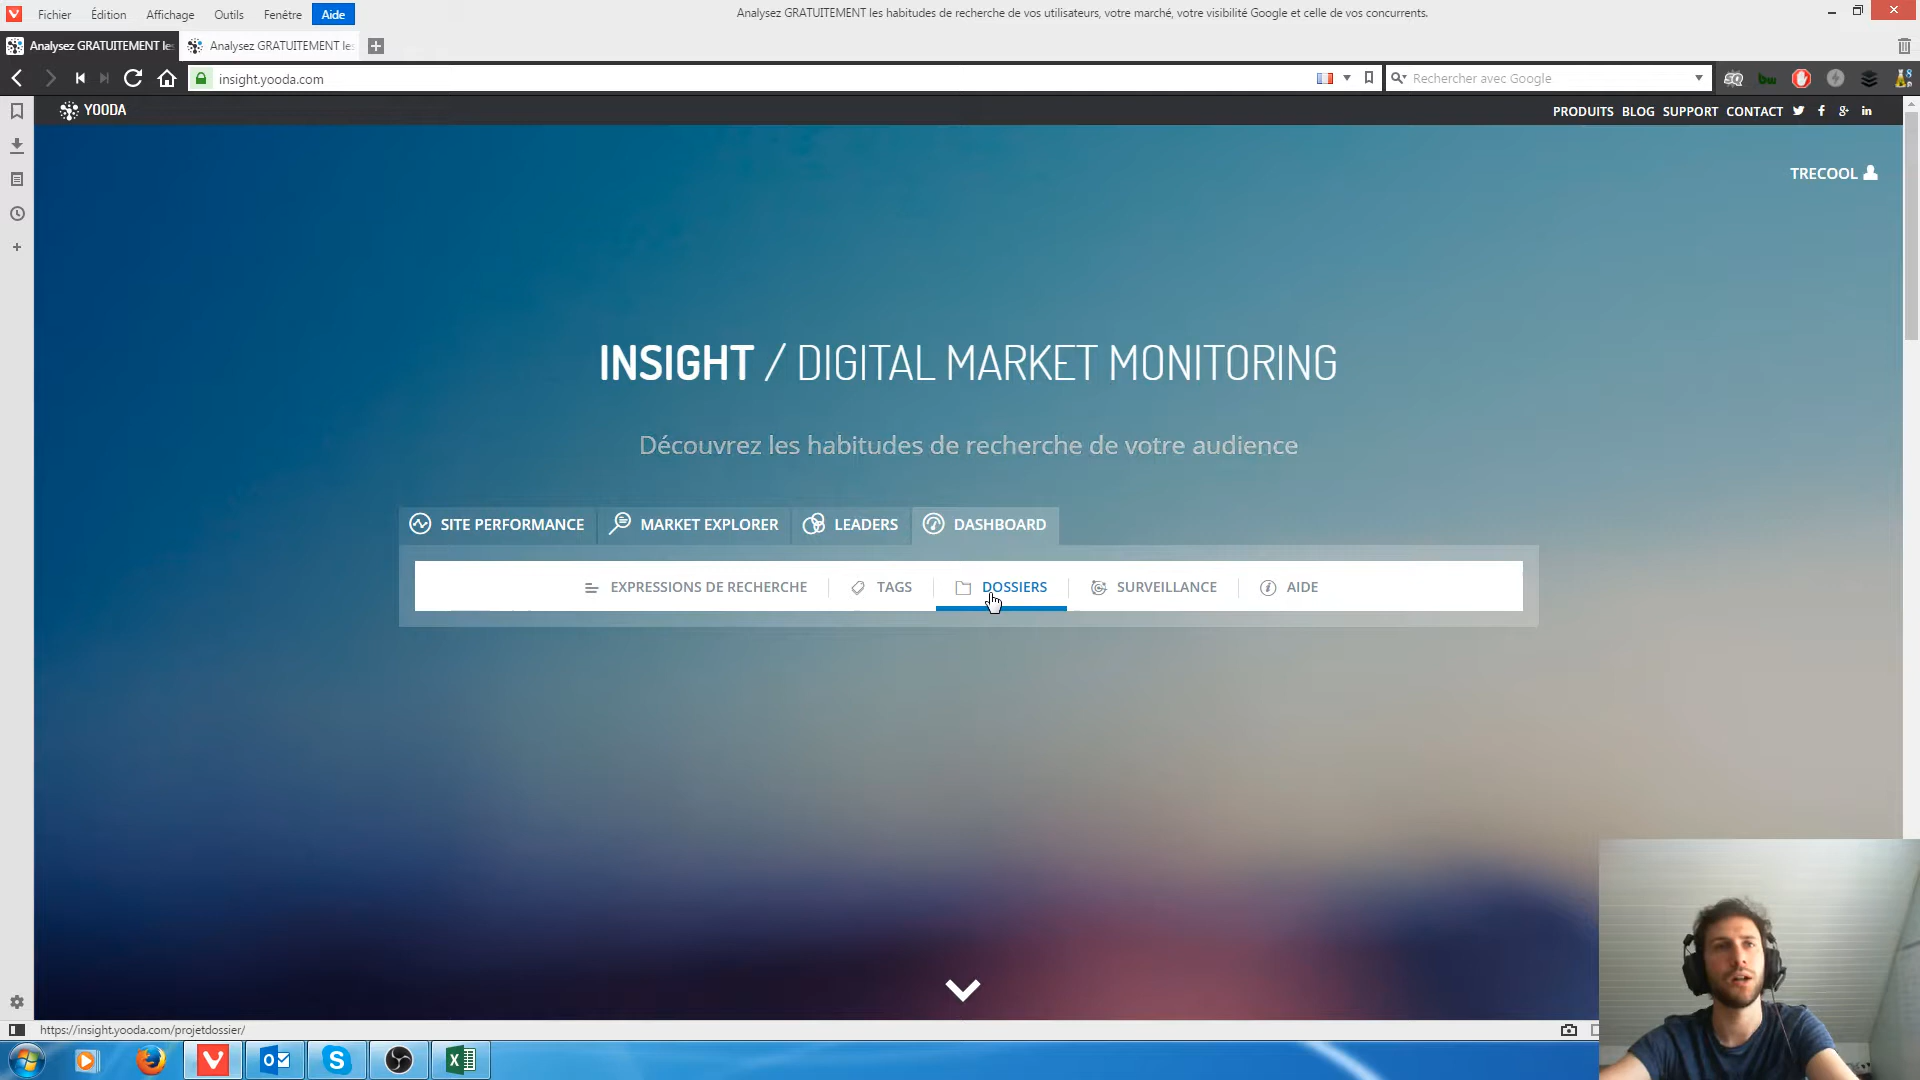 Fichier Édition Affichage Outils Fenêtre Aide
Analysez GRATUITEMENT les habitudes de recherche de vos utilisateurs, votre marché, votre visibilité Google et celle de vos concurrents.
Analysez GRATUITEMENT les
Analysez GRATUITEMENT les
insight.yooda.com
Rechercher avec Google
YOODA
PRODUITS BLOG SUPPORT CONTACT
TRECOOL
INSIGHT / DIGITAL MARKET MONITORING
Découvrez les habitudes de recherche de votre audience
SITE PERFORMANCE MARKET EXPLORER LEADERS DASHBOARD
EXPRESSIONS DE RECHERCHE TAGS DOSSIERS SURVEILLANCE AIDE
https://insight.yooda.com/projetdossier/